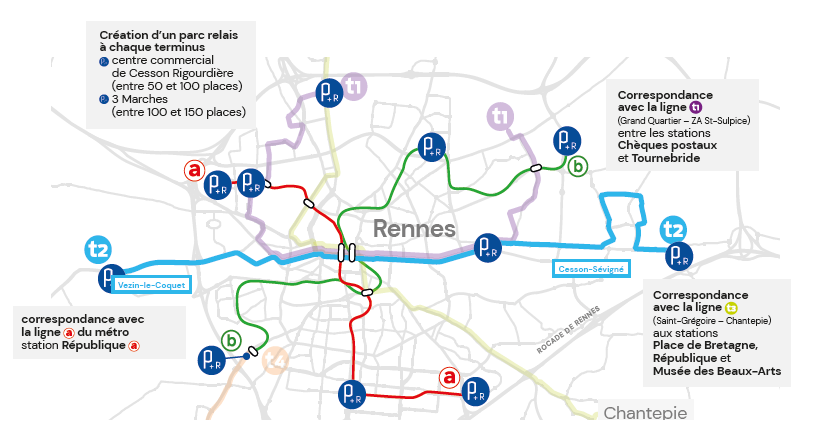 Création d'un parc relais
à chaque terminus
centre commercial
de Cesson Rigourdière
(entre 50 et 100 places)
3 Marches
(entre 100 et 150 places)
P+R
t1
t1
Correspondance
avec la ligne t1
(Grand Quartier – ZA St-Sulpice)
entre les stations
Chèques postaux
et Tournebride
P+R
P+R
b
a
P+R
P+R
Rennes
t2
t2
P+R
P+R
P+R
Cesson-Sévigné
Vezin-le-Coquet
Correspondance
avec la ligne t3
(Saint-Grégoire – Chantepie)
aux stations
Place de Bretagne,
République et
Musée des Beaux-Arts
correspondance avec
la ligne a du métro
station République a
ROCADE DE RENNES
b
P+R
t4
a
P+R
P+R
Chantepie